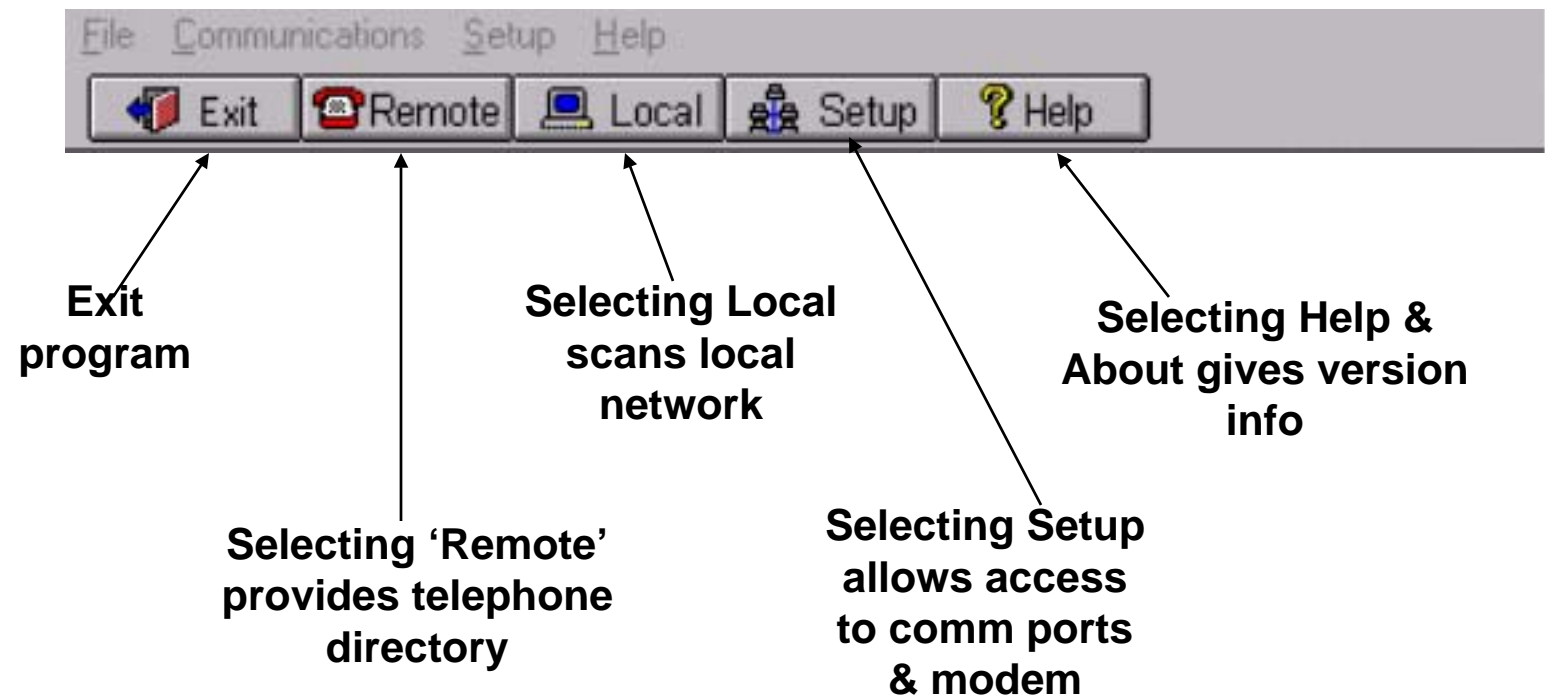 File Communications Setup Help
Exit Remote Local Setup Help
Exit
program
Selecting Local
scans local
network
Selecting Help &
About gives version
info
Selecting ‘Remote’
provides telephone
directory
Selecting Setup
allows access
to comm ports
& modem